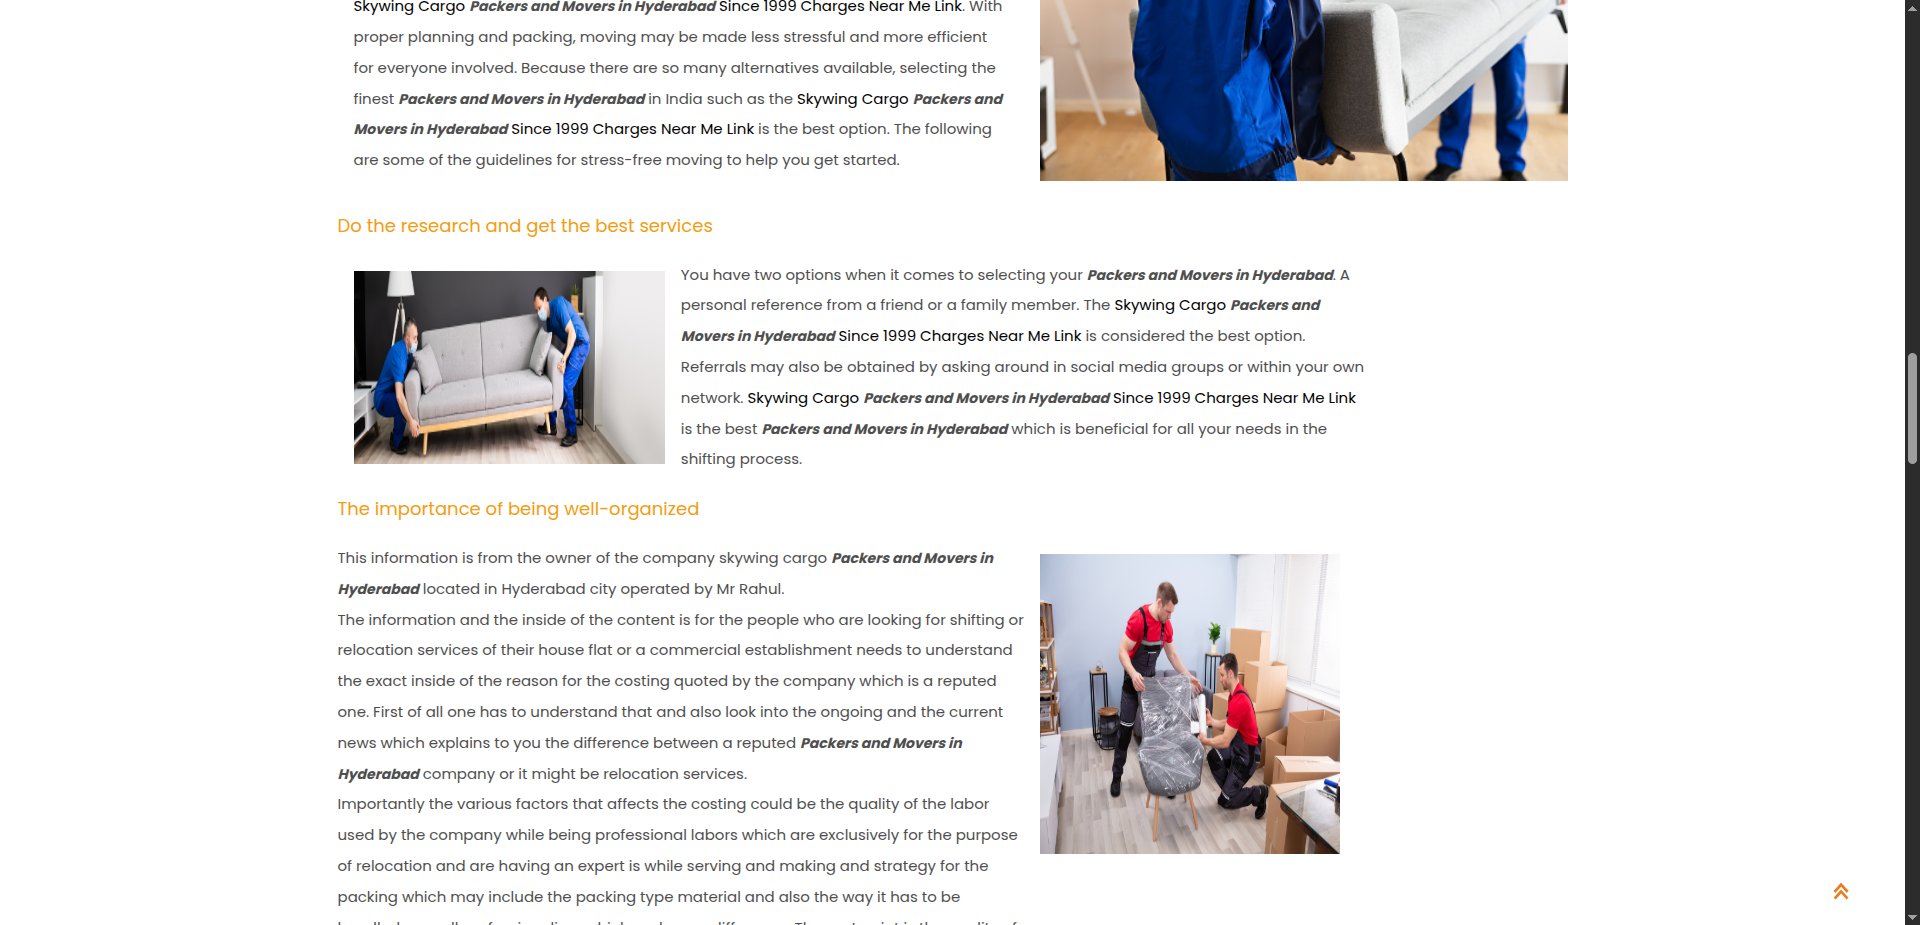 Skywing Cargo Packers and Movers in Hyderabad Since 1999 Charges Near Me Link. With
proper planning and packing, moving may be made less stressful and more efficient
for everyone involved. Because there are so many alternatives available, selecting the
finest Packers and Movers in Hyderabad in India such as the Skywing Cargo Packers and
Movers in Hyderabad Since 1999 Charges Near Me Link is the best option. The following
are some of the guidelines for stress-free moving to help you get started.
Do the research and get the best services
You have two options when it comes to selecting your Packers and Movers in Hyderabad. A
personal reference from a friend or a family member. The Skywing Cargo Packers and
Movers in Hyderabad Since 1999 Charges Near Me Link is considered the best option.
Referrals may also be obtained by asking around in social media groups or within your own
network. Skywing Cargo Packers and Movers in Hyderabad Since 1999 Charges Near Me Link
is the best Packers and Movers in Hyderabad which is beneficial for all your needs in the
shifting process.
The importance of being well-organized
This information is from the owner of the company skywing cargo Packers and Movers in
Hyderabad located in Hyderabad city operated by Mr Rahul.
The information and the inside of the content is for the people who are looking for shifting or
relocation services of their house flat or a commercial establishment needs to understand
the exact inside of the reason for the costing quoted by the company which is a reputed
one. First of all one has to understand that and also look into the ongoing and the current
news which explains to you the difference between a reputed Packers and Movers in
Hyderabad company or it might be relocation services.
Importantly the various factors that affects the costing could be the quality of the labor
used by the company while being professional labors which are exclusively for the purpose
of relocation and are having an expert is while serving and making and strategy for the
packing which may include the packing type material and also the way it has to be